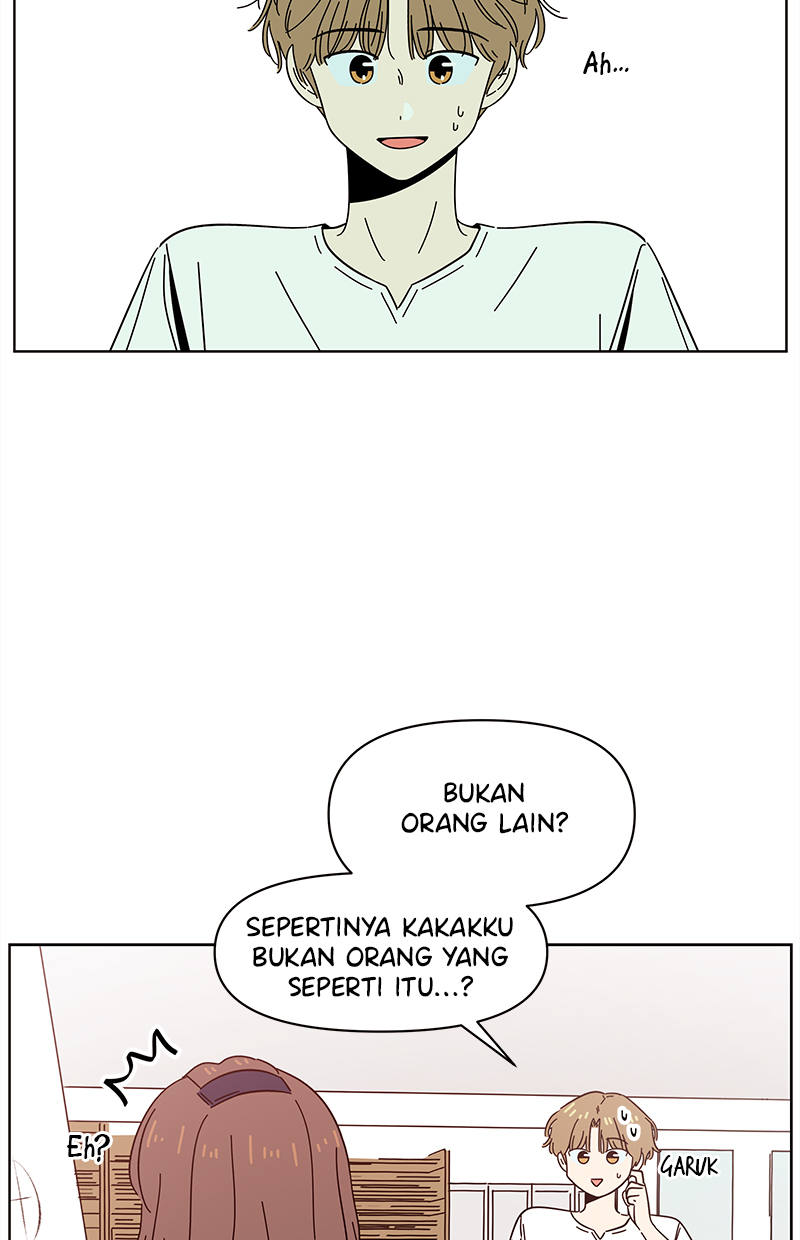 Ah...
BUKAN
ORANG LAIN?
SEPERTINYA KAKAKKU
BUKAN ORANG YANG
SEPERTI ITU...?
Eh?
GARUK